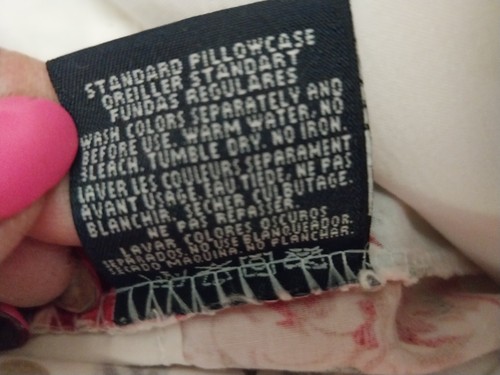 STANDARD PILLOWCASE
OREILLER STANDART
FUNDAS REGULARES
WASH COLORS SEPARATELY AND
BEFORE USE. WARM WATER. NO
BLEACH. TUMBLE DRY. NO IRON.
LAVER LES COULEURS SEPARAMENT
AVANT USAGE. EAU TIEDE. NE PAS
BLANCHIR. SECHER CULBUTAGE.
NE PAS REPASSER.
LAVAR COLORES OSCUROS
SEPARADOS. NO USE BLANQUEADOR.
SECADO MAQUINA. NO PLANCHAR.